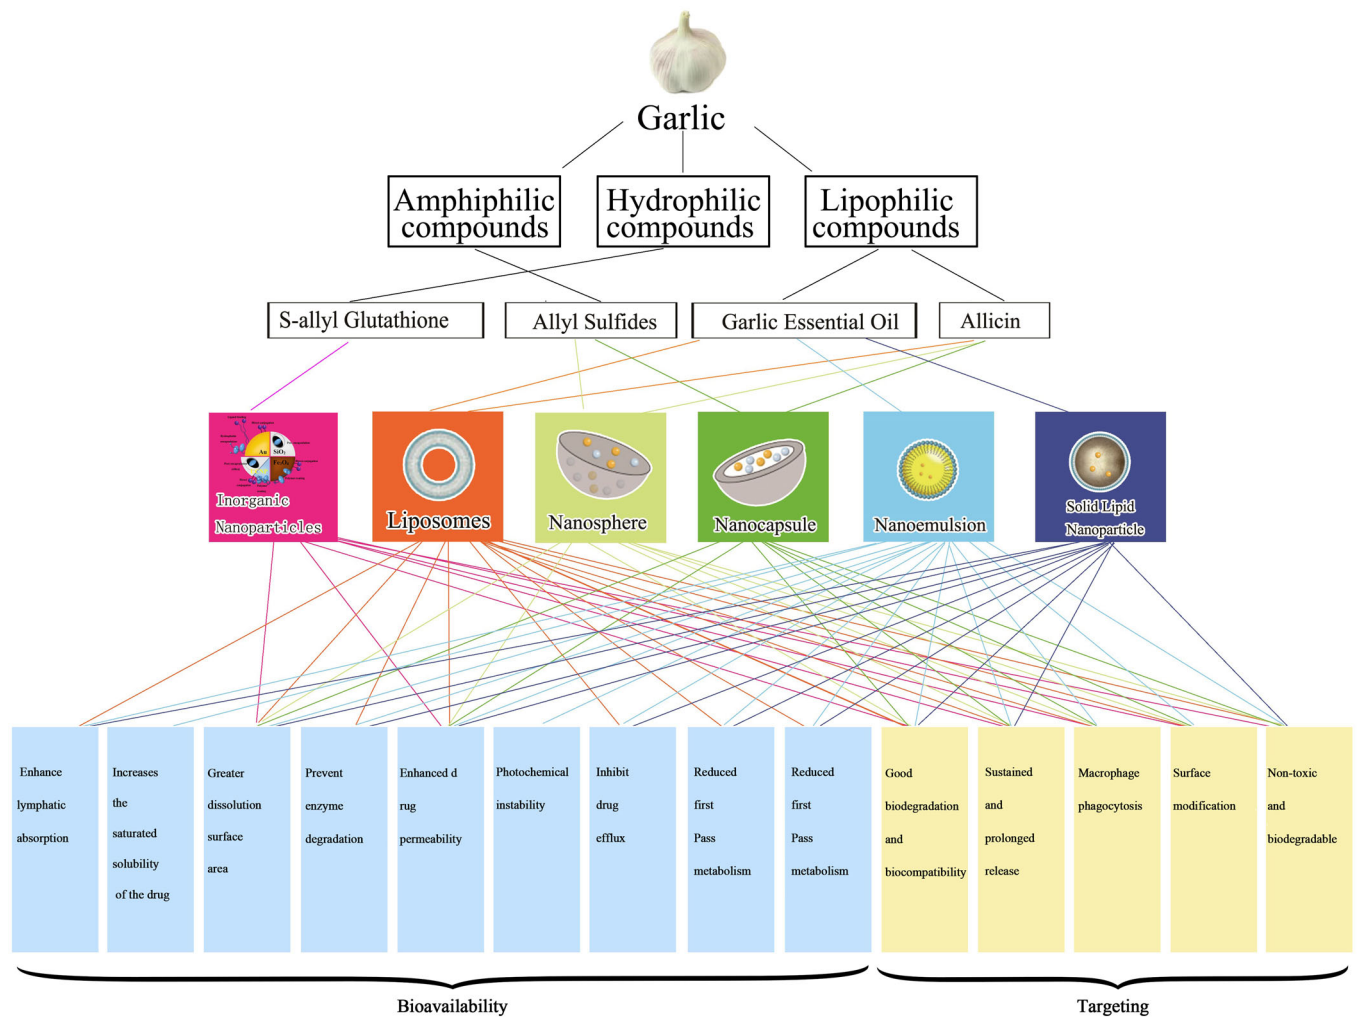 Garlic
Amphiphilic
compounds
Hydrophilic
compounds
Lipophilic
compounds
S-allyl Glutathione
Allyl Sulfides
Garlic Essential Oil
Allicin
Au
SiO₂
Inorganic
Nanoparticles
Liposomes
Nanosphere
Nanocapsule
Nanoemulsion
Solid Lipid
Nanoparticle
Enhance
lymphatic
absorption
Increases
the
saturated
solubility
of the drug
Greater
dissolution
surface
area
Prevent
enzyme
degradation
Enhanced d
rug
permeability
Photochemical
instability
Inhibit
drug
efflux
Reduced
first
Pass
metabolism
Reduced
first
Pass
metabolism
Good
biodegradation
and
biocompatibility
Sustained
and
prolonged
release
Macrophage
phagocytosis
Surface
modification
Non-toxic
and
biodegradable
Bioavailability
Targeting